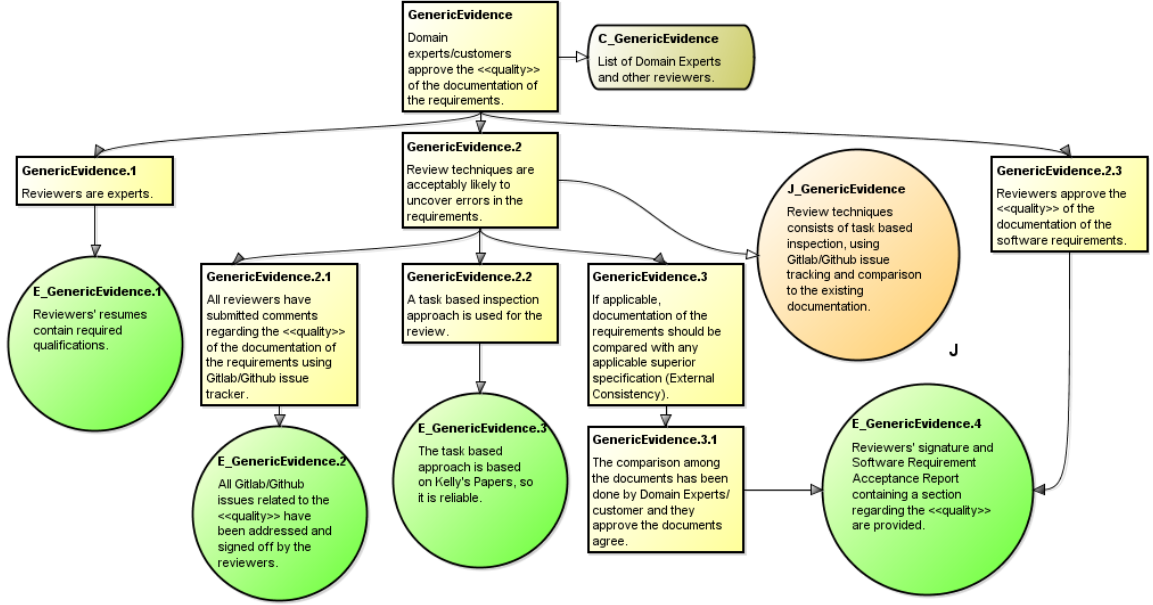 GenericEvidence
Domain
experts/customers
approve the <<quality>>
of the documentation of
the requirements.
C_GenericEvidence
List of Domain Experts
and other reviewers.
GenericEvidence.1
Reviewers are experts.
GenericEvidence.2
Review techniques are
acceptably likely to
uncover errors in the
requirements.
J_GenericEvidence
Review techniques
consists of task based
inspection, using
Gitlab/Github issue
tracking and comparison
to the existing
documentation.
J
GenericEvidence.2.3
Reviewers approve the
<<quality>> of the
documentation of the
software requirements.
E_GenericEvidence.1
Reviewers' resumes
contain required
qualifications.
GenericEvidence.2.1
All reviewers have
submitted comments
regarding the <<quality>>
of the documentation of
the requirements using
Gitlab/Github issue
tracker.
GenericEvidence.2.2
A task based inspection
approach is used for the
review.
GenericEvidence.3
If applicable,
documentation of the
requirements should be
compared with any
applicable superior
specification (External
Consistency).
E_GenericEvidence.2
All Gitlab/Github
issues related to the
<<quality>> have
been addressed and
signed off by the
reviewers.
E_GenericEvidence.3
The task based
approach is based
on Kelly's Papers, so
it is reliable.
GenericEvidence.3.1
The comparison among
the documents has been
done by Domain Experts/
customer and they
approve the documents
agree.
E_GenericEvidence.4
Reviewers' signature and
Software Requirement
Acceptance Report
containing a section
regarding the <<quality>>
are provided.